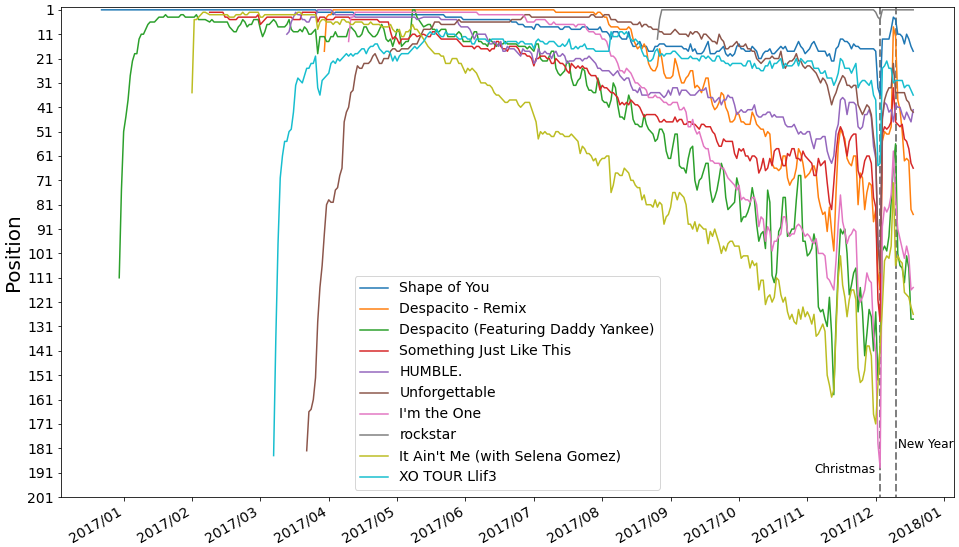 Position
1
11
21
31
41
51
61
71
81
91
101
111
121
131
141
151
161
171
181
191
201
Shape of You
Despacito - Remix
Despacito (Featuring Daddy Yankee)
Something Just Like This
HUMBLE.
Unforgettable
I'm the One
rockstar
It Ain't Me (with Selena Gomez)
XO TOUR Llif3
New Year
Christmas
2017/01
2017/02
2017/03
2017/04
2017/05
2017/06
2017/07
2017/08
2017/09
2017/10
2017/11
2017/12
2018/01